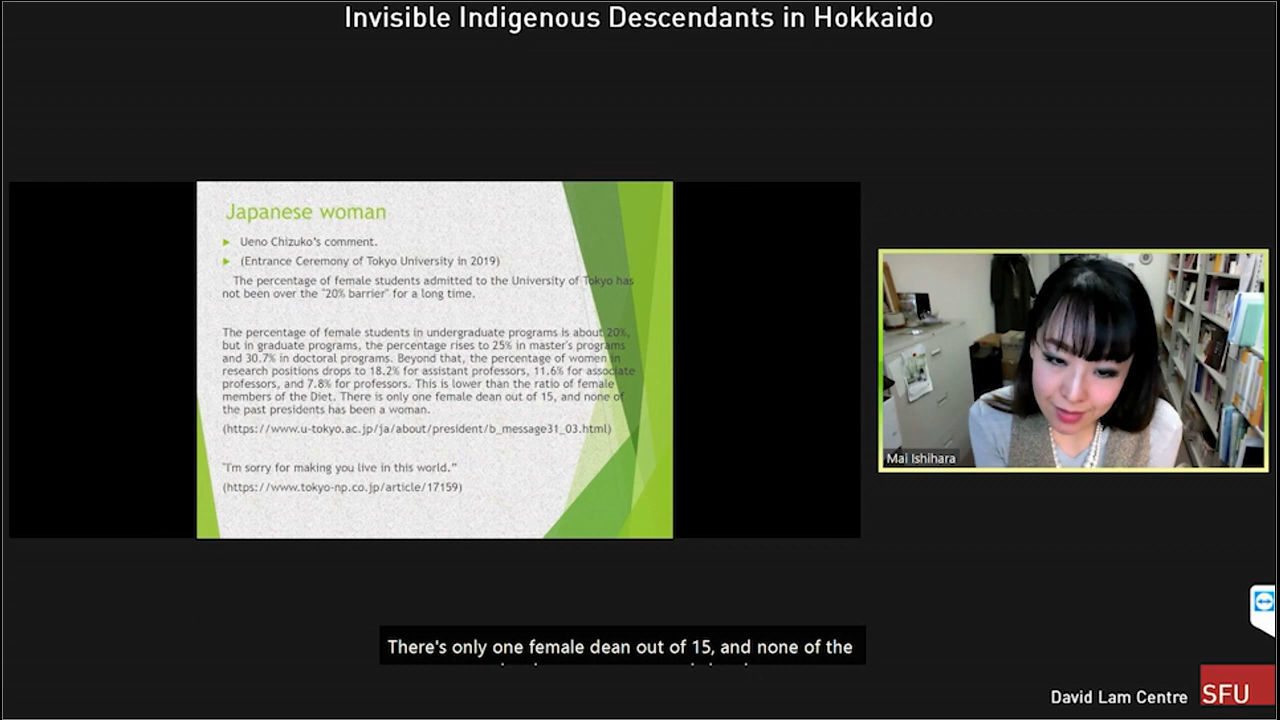 Invisible Indigenous Descendants in Hokkaido
Japanese woman
Ueno Chizuko's comment.
(Entrance Ceremony of Tokyo University in 2019)
The percentage of female students admitted to the University of Tokyo has
not been over the "20% barrier" for a long time.
The percentage of female students in undergraduate programs is about 20%,
but in graduate programs, the percentage rises to 25% in master's programs
and 30.7% in doctoral programs. Beyond that, the percentage of women in
research positions drops to 18.2% for assistant professors, 11.6% for associate
professors, and 7.8% for professors. This is lower than the ratio of female
members of the Diet. There is only one female dean out of 15, and none of
the past presidents has been a woman.
(https://www.u-tokyo.ac.jp/ja/about/president/b_message31_03.html)
"I'm sorry for making you live in this world."
(https://www.tokyo-np.co.jp/article/17159)
Mai Ishihara
There's only one female dean out of 15, and none of the
David Lam Centre
SFU